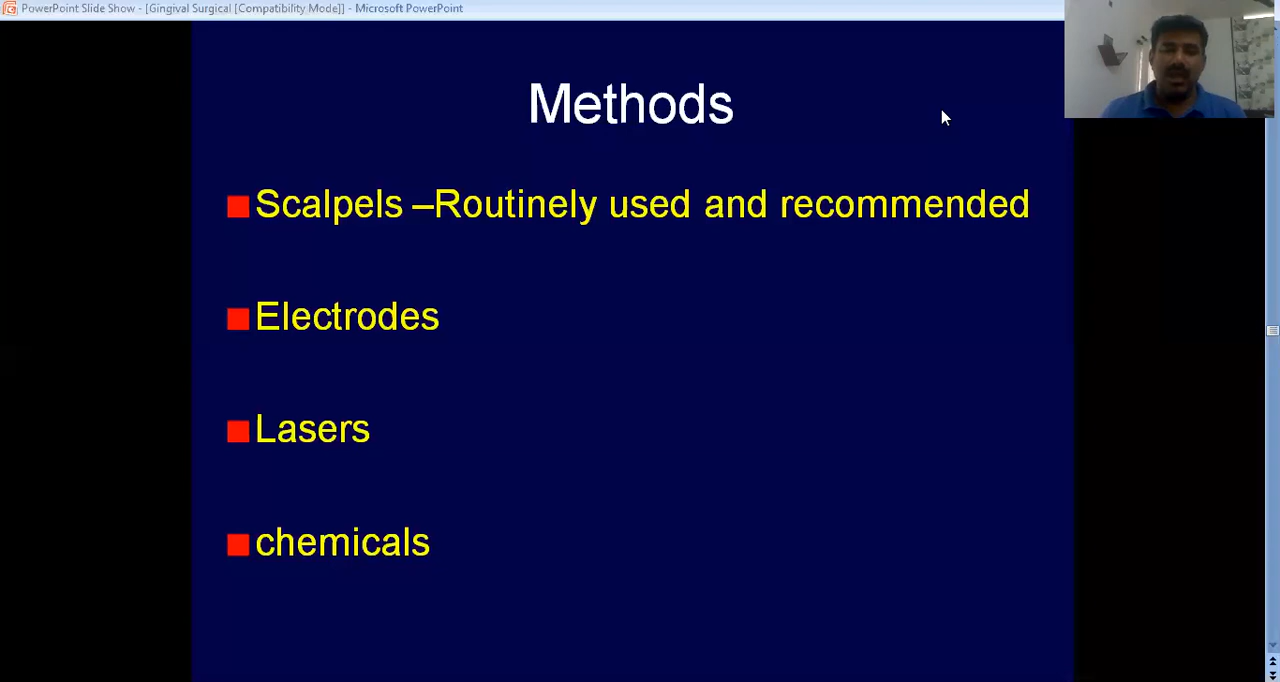 PowerPoint Slide Show - [Gingival Surgical [Compatibility Mode]] - Microsoft PowerPoint
Methods
Scalpels –Routinely used and recommended
Electrodes
Lasers
chemicals